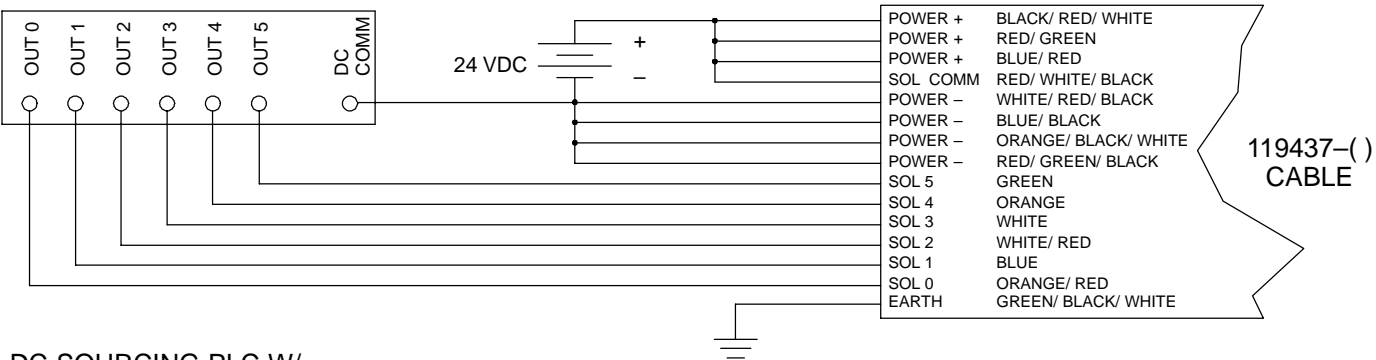 OUT 0
OUT 1
OUT 2
OUT 3
OUT 4
OUT 5
DC
COMM
24 VDC
+
–
POWER + BLACK/ RED/ WHITE
POWER + RED/ GREEN
POWER + BLUE/ RED
SOL COMM RED/ WHITE/ BLACK
POWER – WHITE/ RED/ BLACK
POWER – BLUE/ BLACK
POWER – ORANGE/ BLACK/ WHITE
POWER – RED/ GREEN/ BLACK
SOL 5 GREEN
SOL 4 ORANGE
SOL 3 WHITE
SOL 2 WHITE/ RED
SOL 1 BLUE
SOL 0 ORANGE/ RED
EARTH GREEN/ BLACK/ WHITE
119437–( )
CABLE
DC SOURCING PLC W/